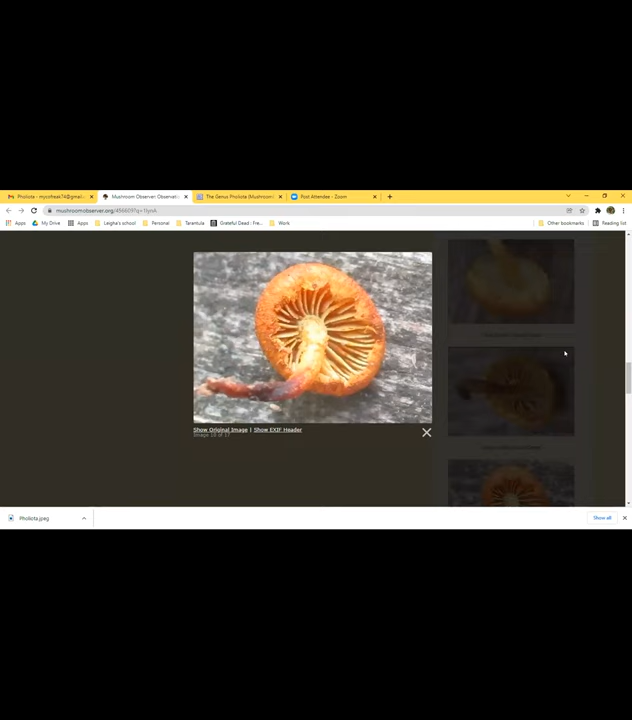 Pholiota - mycofreak74@gmail...
Mushroom Observer: Observatio
The Genus Pholiota (Mushroom
Post Attendee - Zoom
mushroomobserver.org/456609?q=1lynA
Apps
My Drive
Apps
Leigha's school
Personal
Tarantula
Grateful Dead : Fre...
Work
Other bookmarks
Reading list
Show Original Image | Show EXIF Header
Pholiota.jpeg
Show all